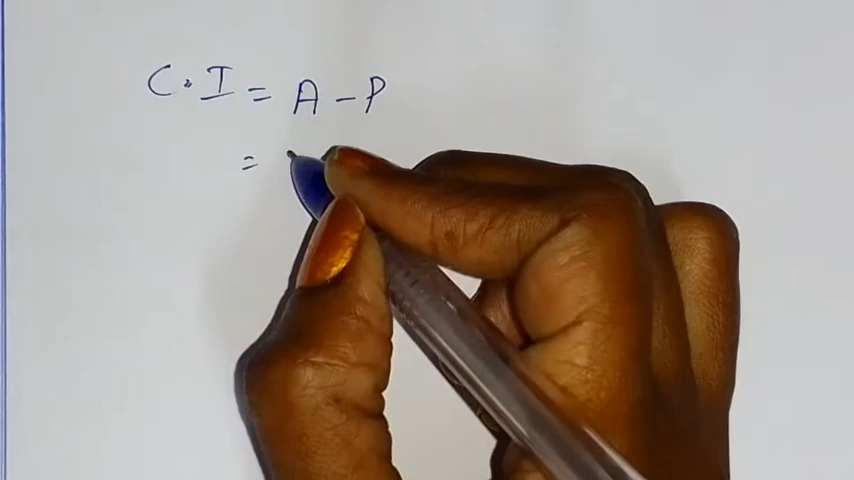 C.I = A - P
=